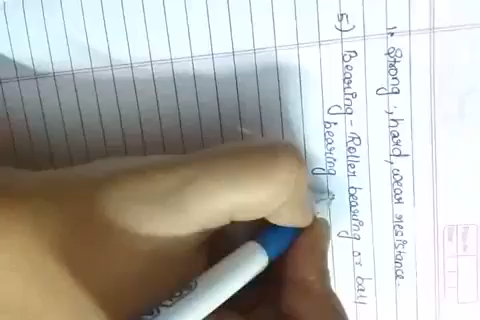 1. Strong, hard, wear resistance.
5) Bearing - Roller bearing or ball
bearing